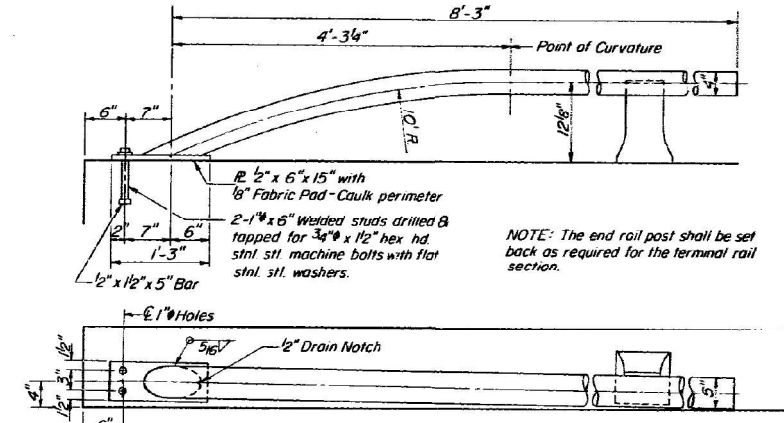 8'-3"
4'-3¼"
Point of Curvature
4"
6"
7"
10' R
12⅛"
℄ ½" x 6" x 15" with
⅛" Fabric Pad - Caulk perimeter
2-1"ø x 6" Welded studs drilled &
tapped for ¾"ø x 1½" hex hd.
stnl. stl. machine bolts with flat
stnl. stl. washers.
2"
7"
6"
1'-3"
½" x 1½" x 5" Bar
NOTE: The end rail post shall be set
back as required for the terminal rail
section.
℄ 1"ø Holes
5/16
½" Drain Notch
1½"
3"
4"
1½"
5"